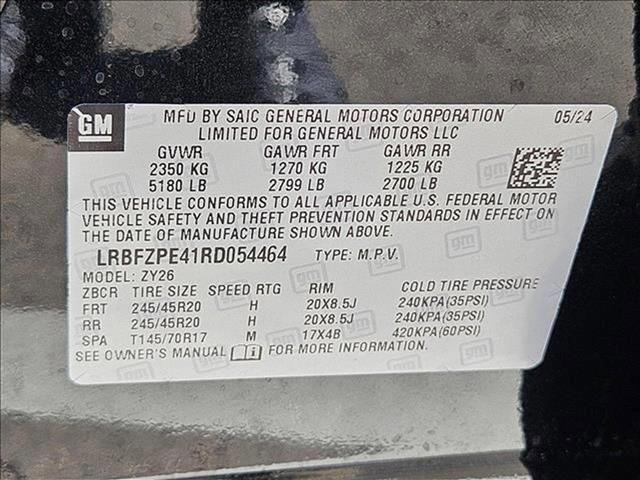 GM
MFD BY SAIC GENERAL MOTORS CORPORATION 05/24
LIMITED FOR GENERAL MOTORS LLC
GVWR GAWR FRT GAWR RR
2350 KG 1270 KG 1225 KG
5180 LB 2799 LB 2700 LB
THIS VEHICLE CONFORMS TO ALL APPLICABLE U.S. FEDERAL MOTOR
VEHICLE SAFETY AND THEFT PREVENTION STANDARDS IN EFFECT ON
THE DATE OF MANUFACTURE SHOWN ABOVE.
LRBFZPE41RD054464 TYPE: M.P.V.
MODEL: ZY26
ZBCR TIRE SIZE SPEED RTG RIM COLD TIRE PRESSURE
FRT 245/45R20 H 20X8.5J 240KPA(35PSI)
RR 245/45R20 H 20X8.5J 240KPA(35PSI)
SPA T145/70R17 M 17X4B 420KPA(60PSI)
SEE OWNER'S MANUAL FOR MORE INFORMATION.